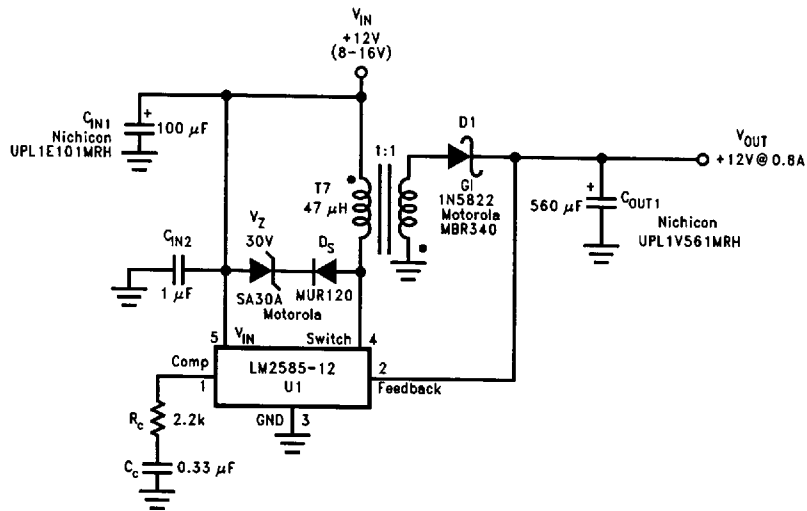 V_IN
+12V
(8-16V)
C_IN1
Nichicon
UPL1E101MRH
+
100 μF
D1
1:1
V_OUT
+12V@0.8A
T7
47 μH
GI
1N5822
Motorola
MBR340
+
560 μF
C_OUT1
Nichicon
UPL1V561MRH
V_Z
30V
D_S
C_IN2
1 μF
SA30A
MUR120
Motorola
5
V_IN
Switch
4
Comp
1
LM2585-12
U1
2
Feedback
GND
3
R_c
2.2k
C_c
0.33 μF